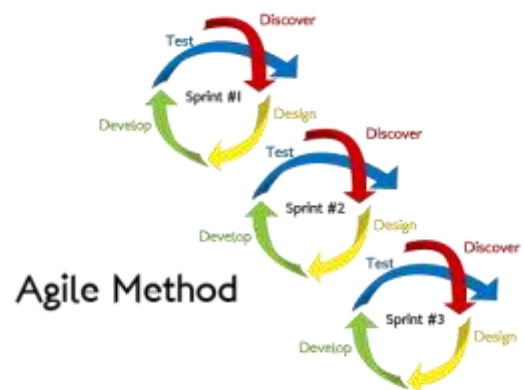 Discover
Test
Sprint #1
Develop
Design
Discover
Test
Sprint #2
Develop
Design
Discover
Test
Sprint #3
Develop
Design
Agile Method